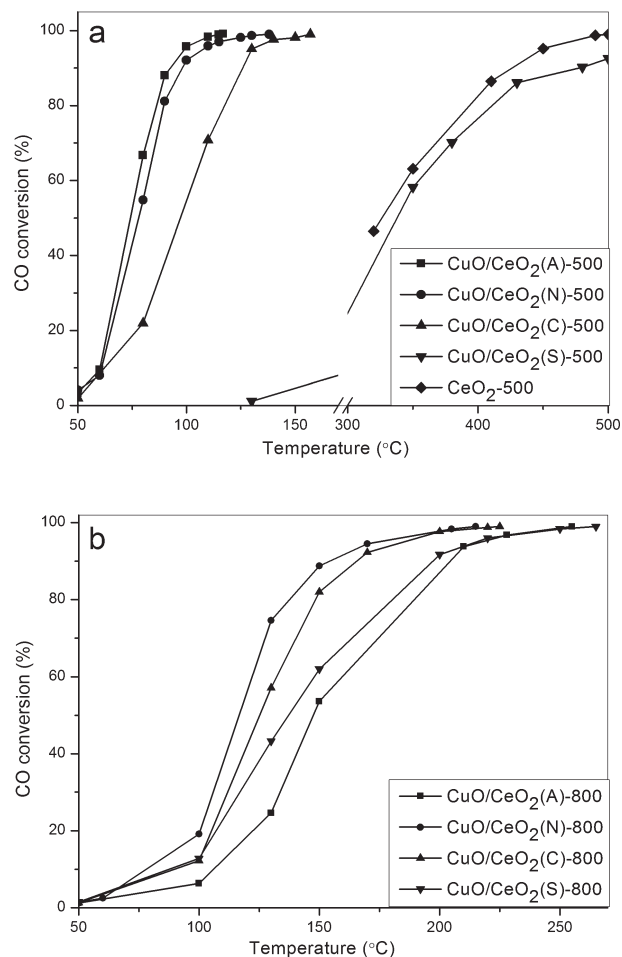 a
100
80
60
40
20
0
CO conversion (%)
CuO/CeO2(A)-500
CuO/CeO2(N)-500
CuO/CeO2(C)-500
CuO/CeO2(S)-500
CeO2-500
50 100 150 300 400 500
Temperature (°C)
b
100
80
60
40
20
0
CO conversion (%)
CuO/CeO2(A)-800
CuO/CeO2(N)-800
CuO/CeO2(C)-800
CuO/CeO2(S)-800
50 100 150 200 250
Temperature (°C)